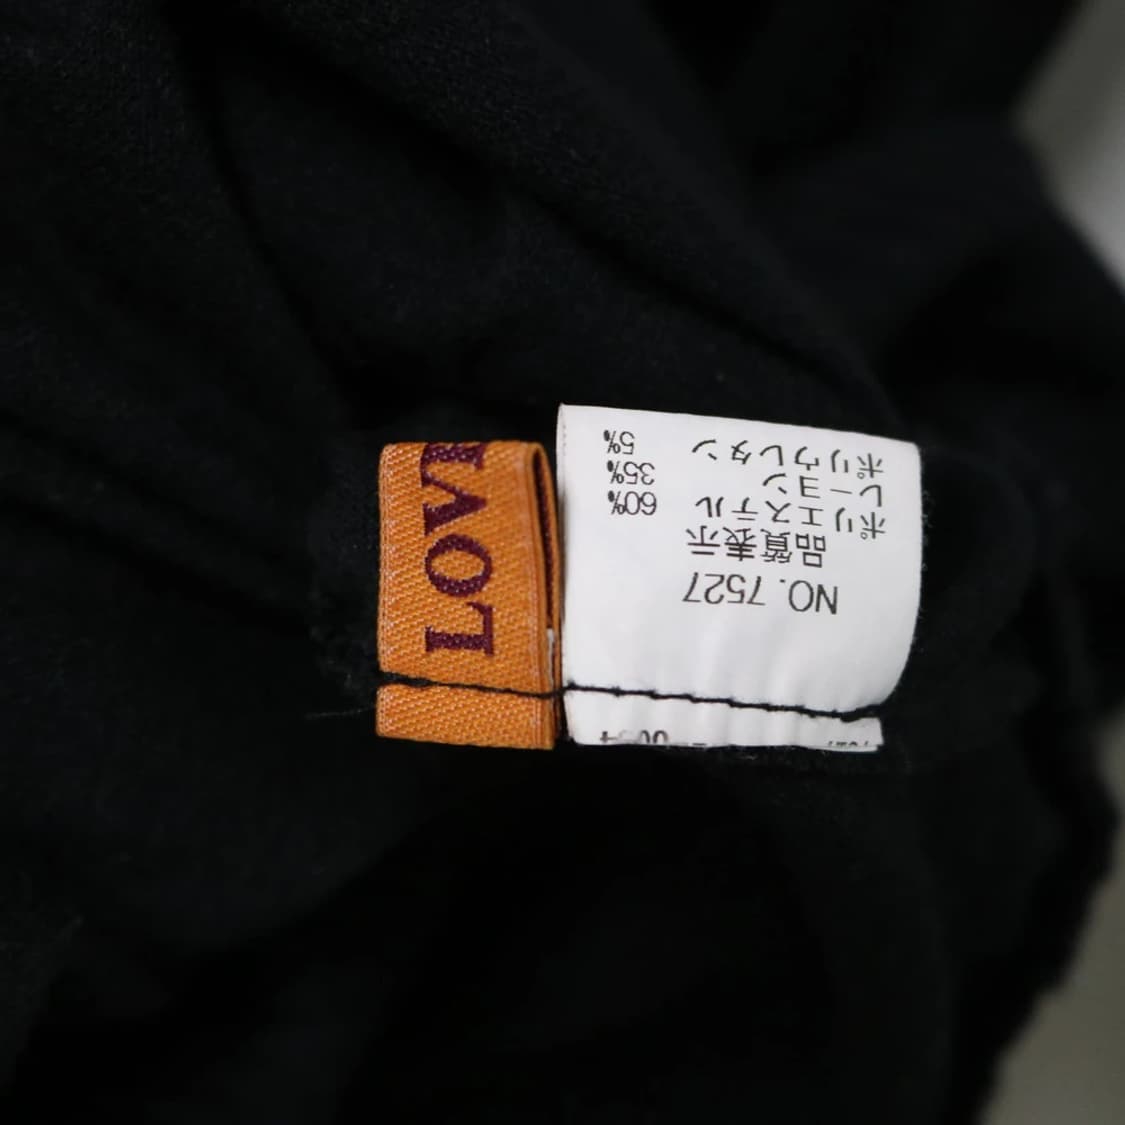 LOV
NO. 7527
品質表示
ポリエステル 60%
レーヨン 35%
ポリウレタン 5%